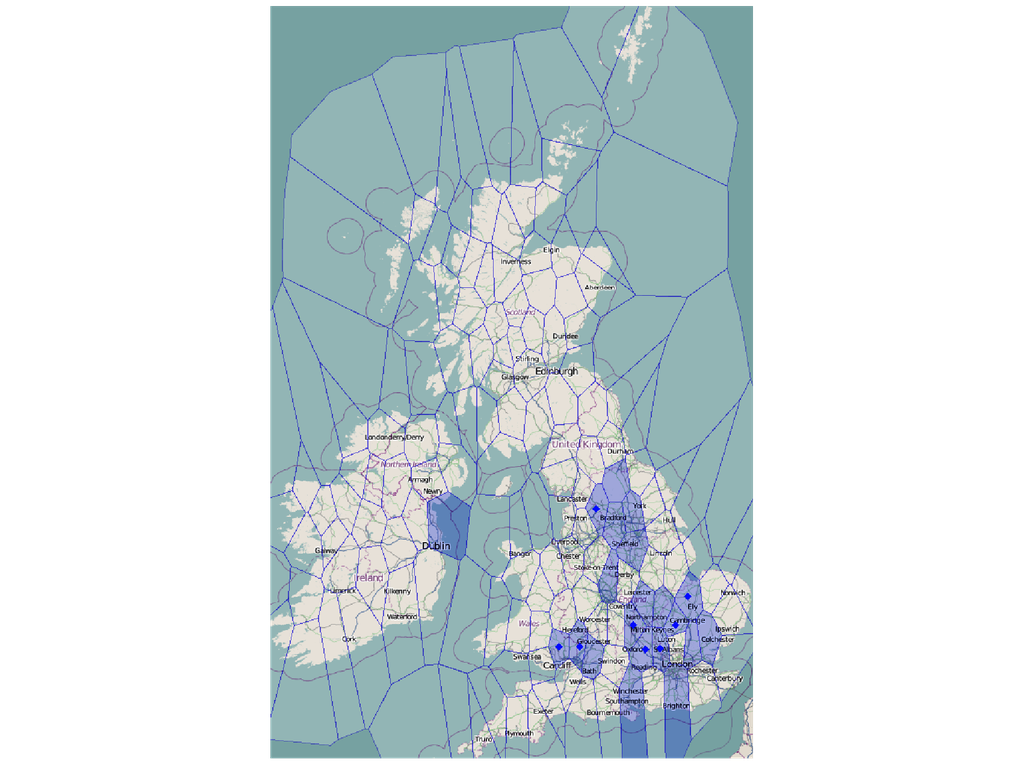 Elgin
Inverness
Aberdeen
Scotland
Dundee
Stirling
Edinburgh
Glasgow
Londonderry Derry
United Kingdom
Durham
Northern Ireland
Armagh
Newry
Lancaster
York
Preston
Bradford
Hull
Dublin
Liverpool
Sheffield
Galway
Bangor
Chester
Lincoln
Stoke-on-Trent
Derby
Ireland
Limerick
Kilkenny
Leicester
Norwich
England
Coventry
Ely
Waterford
Worcester
Northampton
Cambridge
Wales
Hereford
Milton Keynes
Ipswich
Cork
Gloucester
Luton
Colchester
Oxford
St Albans
Swansea
Cardiff
Swindon
London
Bath
Reading
Rochester
Wells
Canterbury
Winchester
Southampton
Brighton
Exeter
Bournemouth
Plymouth
Truro